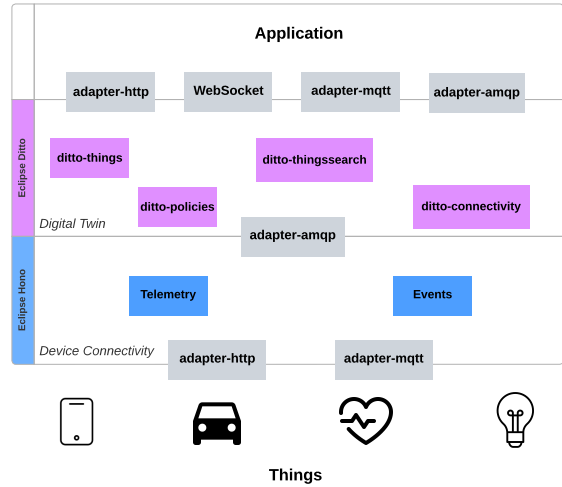 Application
adapter-http
WebSocket
adapter-mqtt
adapter-amqp
Eclipse Ditto
ditto-things
ditto-thingssearch
ditto-policies
ditto-connectivity
Digital Twin
adapter-amqp
Eclipse Hono
Telemetry
Events
Device Connectivity
adapter-http
adapter-mqtt
Things